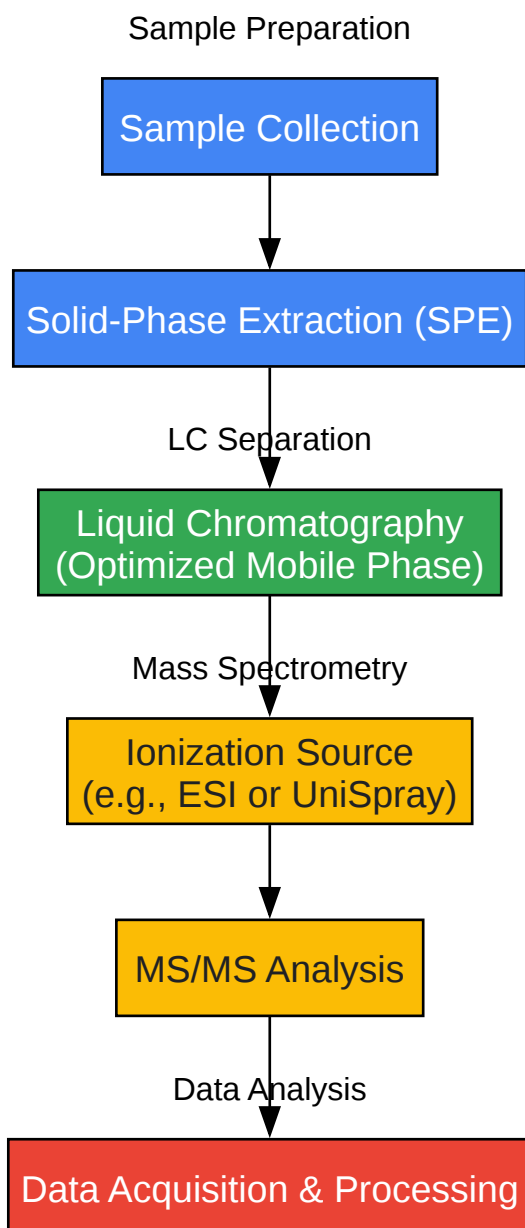 Sample Preparation
Sample Collection
Solid-Phase Extraction (SPE)
LC Separation
Liquid Chromatography
(Optimized Mobile Phase)
Mass Spectrometry
Ionization Source
(e.g., ESI or UniSpray)
MS/MS Analysis
Data Analysis
Data Acquisition & Processing